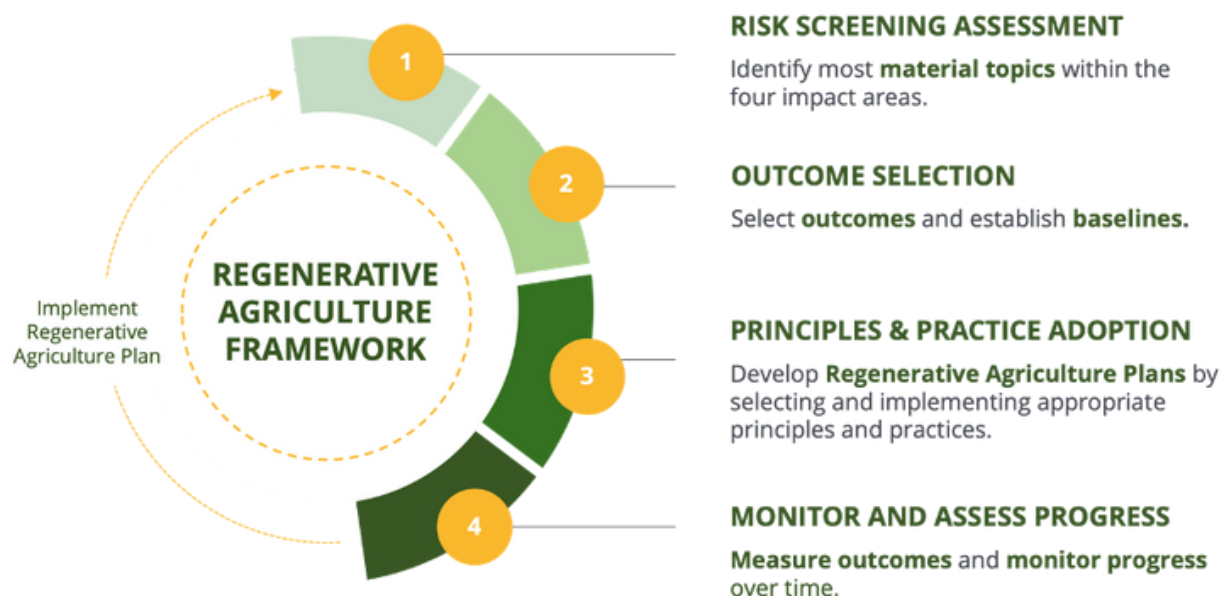 REGENERATIVE
AGRICULTURE
FRAMEWORK
Implement
Regenerative
Agriculture Plan
1
RISK SCREENING ASSESSMENT
Identify most material topics within the
four impact areas.
2
OUTCOME SELECTION
Select outcomes and establish baselines.
3
PRINCIPLES & PRACTICE ADOPTION
Develop Regenerative Agriculture Plans by
selecting and implementing appropriate
principles and practices.
4
MONITOR AND ASSESS PROGRESS
Measure outcomes and monitor progress
over time.